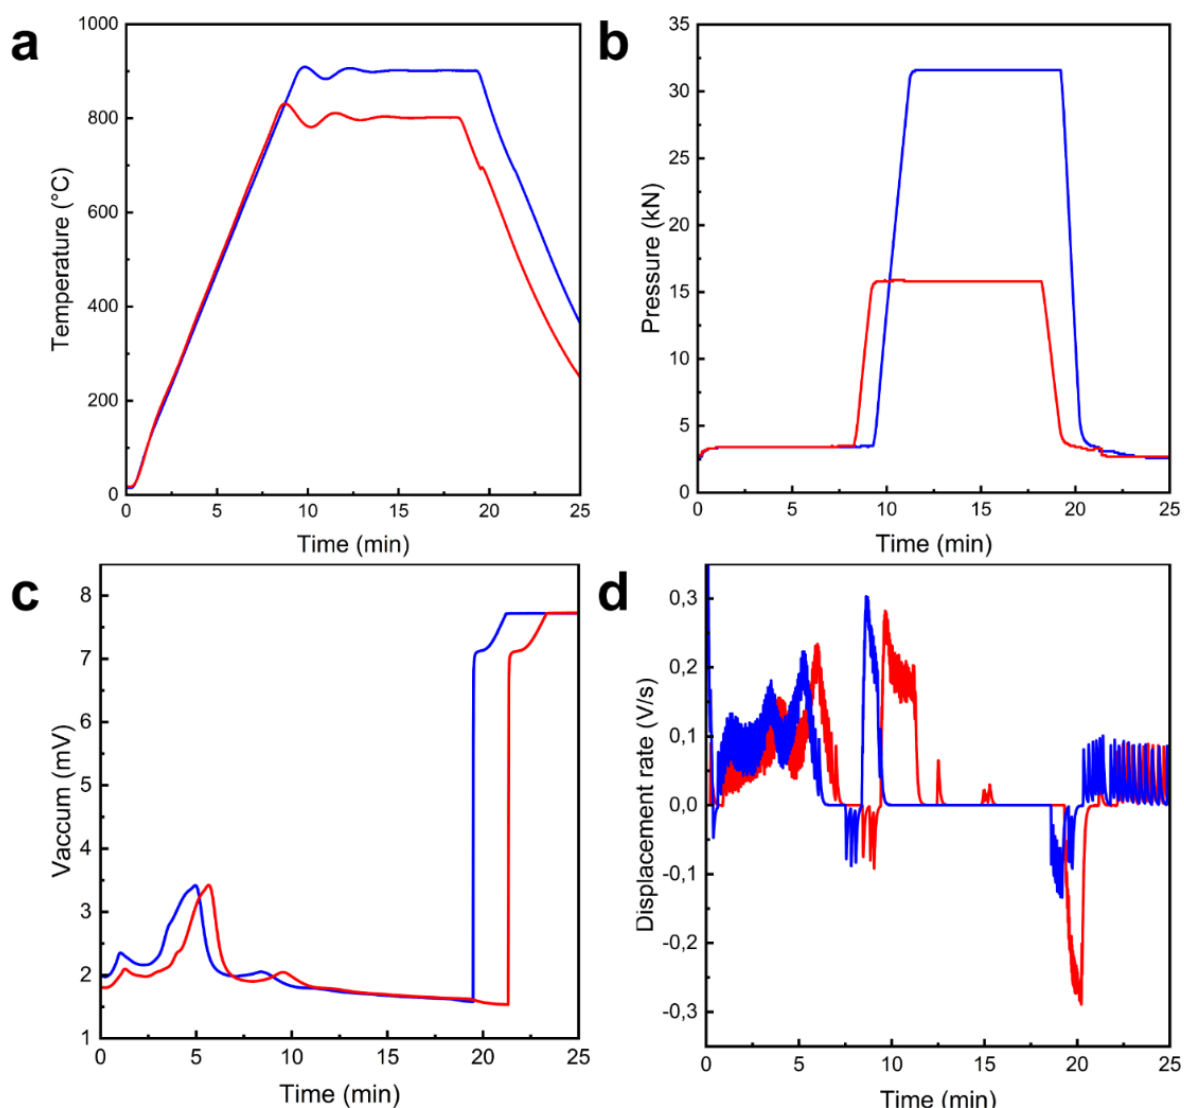 a
1000
800
600
400
200
0
Temperature (°C)
0 5 10 15 20 25
Time (min)
b
35
30
25
20
15
10
5
0
Pressure (kN)
0 5 10 15 20 25
Time (min)
c
8
7
6
5
4
3
2
1
Vaccum (mV)
0 5 10 15 20 25
Time (min)
d
0,3
0,2
0,1
0,0
-0,1
-0,2
-0,3
Displacement rate (V/s)
0 5 10 15 20 25
Time (min)